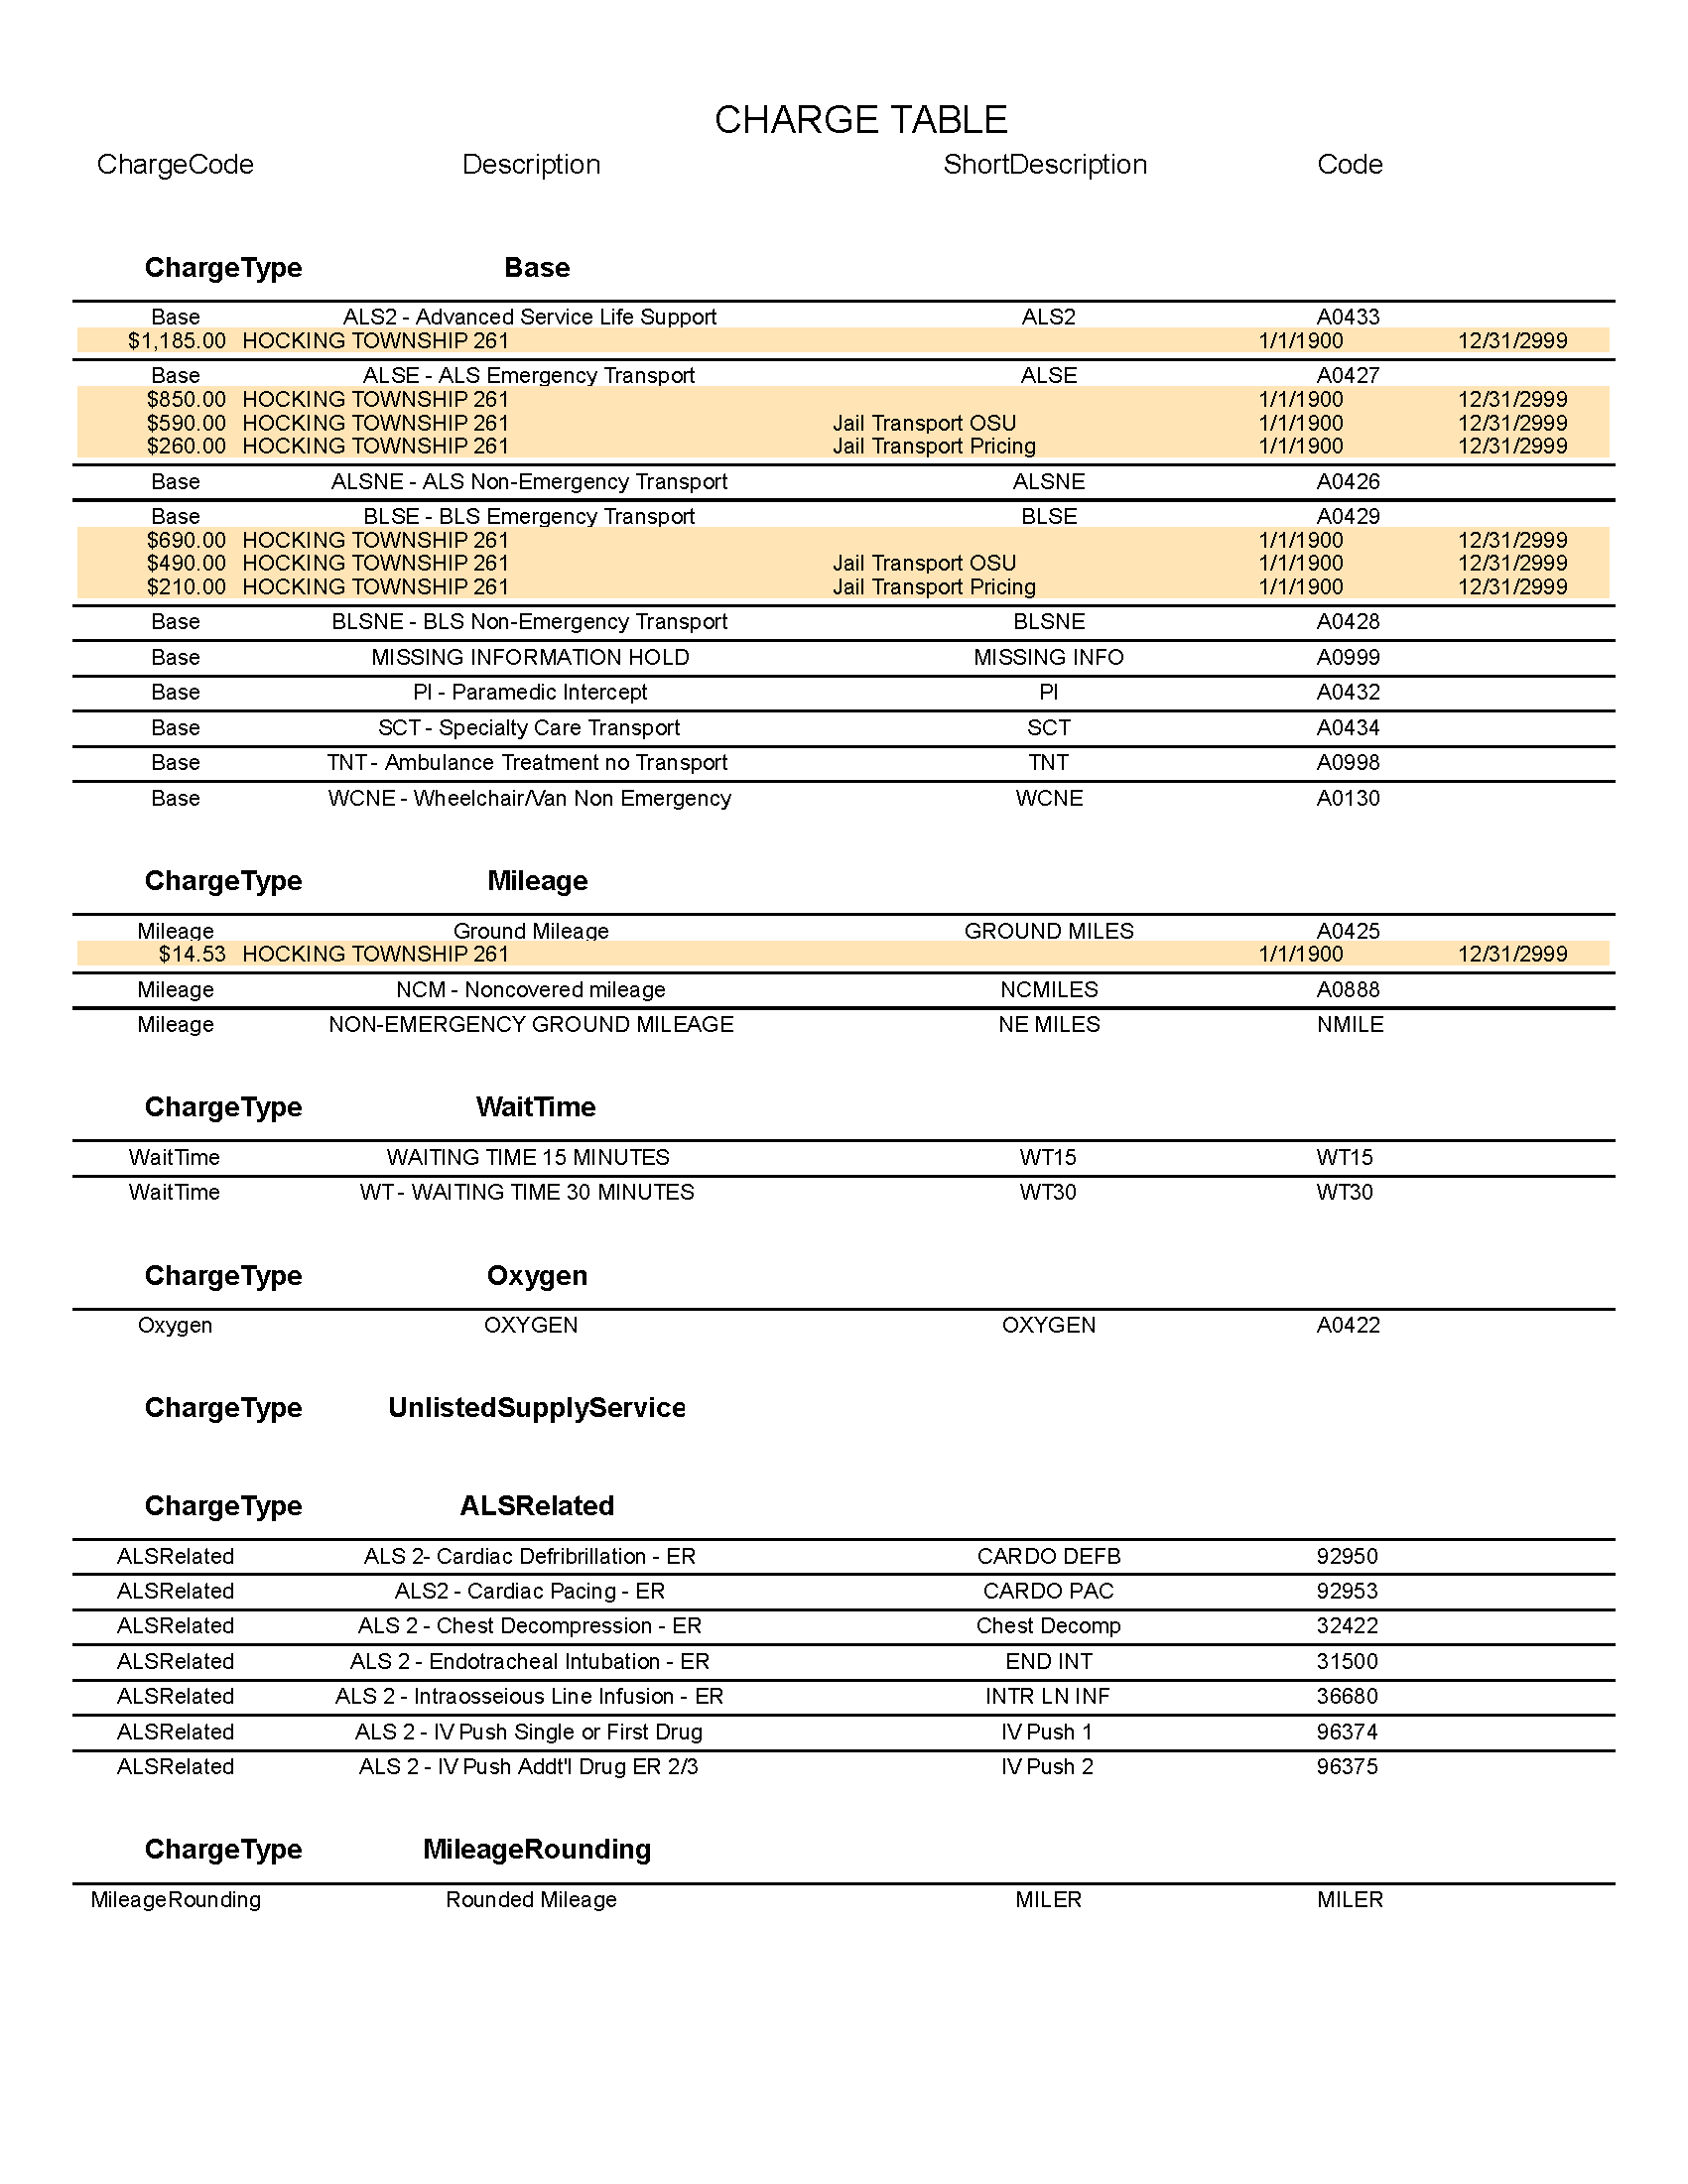 CHARGE TABLE
ChargeCode Description ShortDescription Code
ChargeType Base
Base ALS2 - Advanced Service Life Support ALS2 A0433
$1,185.00 HOCKING TOWNSHIP 261 1/1/1900 12/31/2999
Base ALSE - ALS Emergency Transport ALSE A0427
$850.00 HOCKING TOWNSHIP 261 1/1/1900 12/31/2999
$590.00 HOCKING TOWNSHIP 261 Jail Transport OSU 1/1/1900 12/31/2999
$260.00 HOCKING TOWNSHIP 261 Jail Transport Pricing 1/1/1900 12/31/2999
Base ALSNE - ALS Non-Emergency Transport ALSNE A0426
Base BLSE - BLS Emergency Transport BLSE A0429
$690.00 HOCKING TOWNSHIP 261 1/1/1900 12/31/2999
$490.00 HOCKING TOWNSHIP 261 Jail Transport OSU 1/1/1900 12/31/2999
$210.00 HOCKING TOWNSHIP 261 Jail Transport Pricing 1/1/1900 12/31/2999
Base BLSNE - BLS Non-Emergency Transport BLSNE A0428
Base MISSING INFORMATION HOLD MISSING INFO A0999
Base PI - Paramedic Intercept PI A0432
Base SCT - Specialty Care Transport SCT A0434
Base TNT - Ambulance Treatment no Transport TNT A0998
Base WCNE - Wheelchair/Van Non Emergency WCNE A0130
ChargeType Mileage
Mileage Ground Mileage GROUND MILES A0425
$14.53 HOCKING TOWNSHIP 261 1/1/1900 12/31/2999
Mileage NCM - Noncovered mileage NCMILES A0888
Mileage NON-EMERGENCY GROUND MILEAGE NE MILES NMILE
ChargeType WaitTime
WaitTime WAITING TIME 15 MINUTES WT15 WT15
WaitTime WT - WAITING TIME 30 MINUTES WT30 WT30
ChargeType Oxygen
Oxygen OXYGEN OXYGEN A0422
ChargeType UnlistedSupplyService
ChargeType ALSRelated
ALSRelated ALS 2- Cardiac Defribrillation - ER CARDO DEFB 92950
ALSRelated ALS2 - Cardiac Pacing - ER CARDO PAC 92953
ALSRelated ALS 2 - Chest Decompression - ER Chest Decomp 32422
ALSRelated ALS 2 - Endotracheal Intubation - ER END INT 31500
ALSRelated ALS 2 - Intraosseious Line Infusion - ER INTR LN INF 36680
ALSRelated ALS 2 - IV Push Single or First Drug IV Push 1 96374
ALSRelated ALS 2 - IV Push Addt'l Drug ER 2/3 IV Push 2 96375
ChargeType MileageRounding
MileageRounding Rounded Mileage MILER MILER